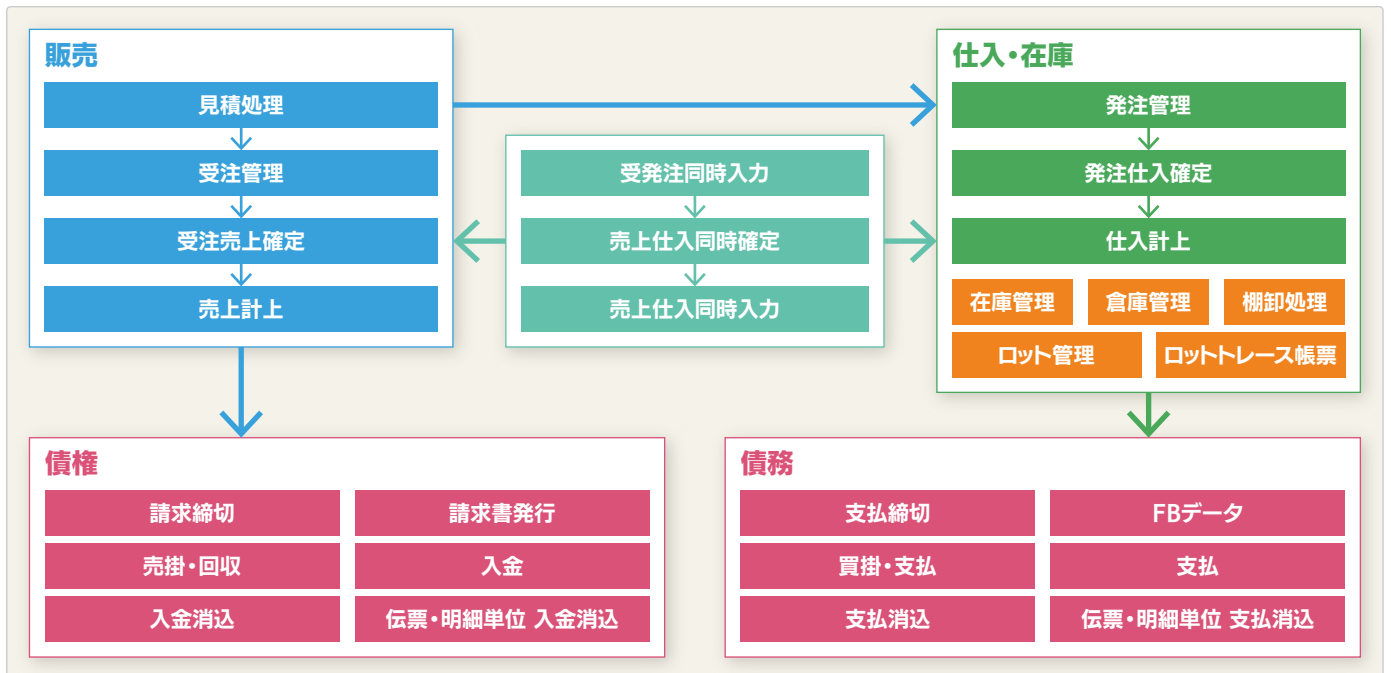 販売
見積処理
受注管理
受注売上確定
売上計上
受発注同時入力
売上仕入同時確定
売上仕入同時入力
仕入・在庫
発注管理
発注仕入確定
仕入計上
在庫管理 倉庫管理 棚卸処理
ロット管理 ロットトレース帳票
債権
請求締切 請求書発行
売掛・回収 入金
入金消込 伝票・明細単位 入金消込
債務
支払締切 FBデータ
買掛・支払 支払
支払消込 伝票・明細単位 支払消込